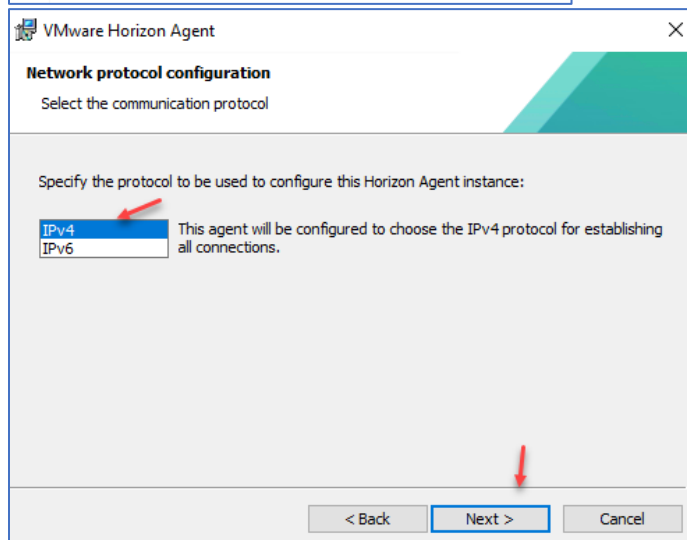 VMware Horizon Agent
Network protocol configuration
Select the communication protocol
Specify the protocol to be used to configure this Horizon Agent instance:
IPv4
IPv6
This agent will be configured to choose the IPv4 protocol for establishing
all connections.
< Back
Next >
Cancel